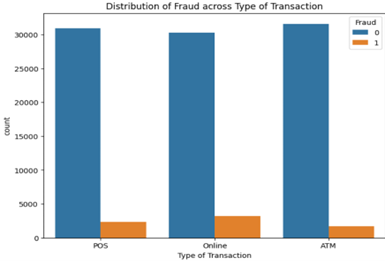 Distribution of Fraud across Type of Transaction
Fraud
0
1
30000
25000
20000
15000
10000
5000
0
count
POS Online ATM
Type of Transaction